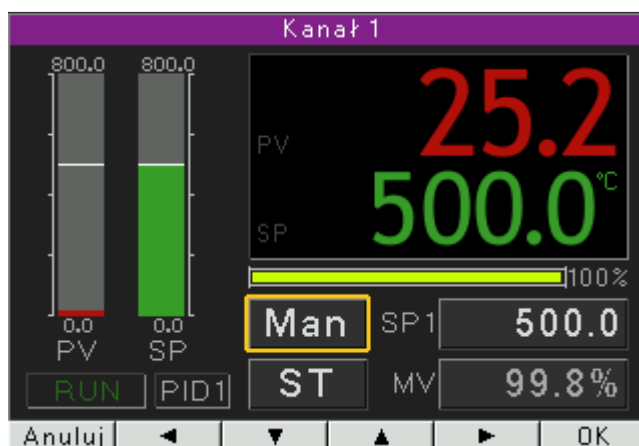 Kanał 1
800.0 800.0
PV 25.2
°C
SP 500.0
100%
0.0 0.0
PV SP
Man SP1 500.0
RUN PID1 ST MV 99.8%
Anuluj ◄ ▼ ▲ ► OK